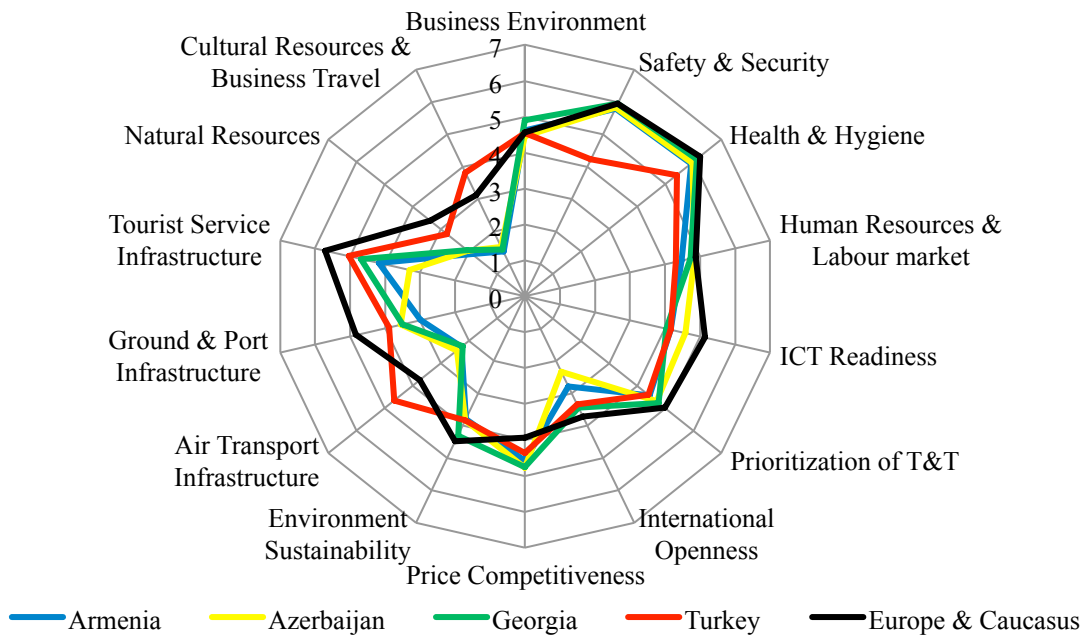 Business Environment
Cultural Resources &
Business Travel
Safety & Security
Natural Resources
Health & Hygiene
Tourist Service
Infrastructure
Human Resources &
Labour market
Ground & Port
Infrastructure
ICT Readiness
Air Transport
Infrastructure
Prioritization of T&T
Environment
Sustainability
International
Openness
Price Competitiveness
7
6
5
4
3
2
1
0
Armenia
Azerbaijan
Georgia
Turkey
Europe & Caucasus